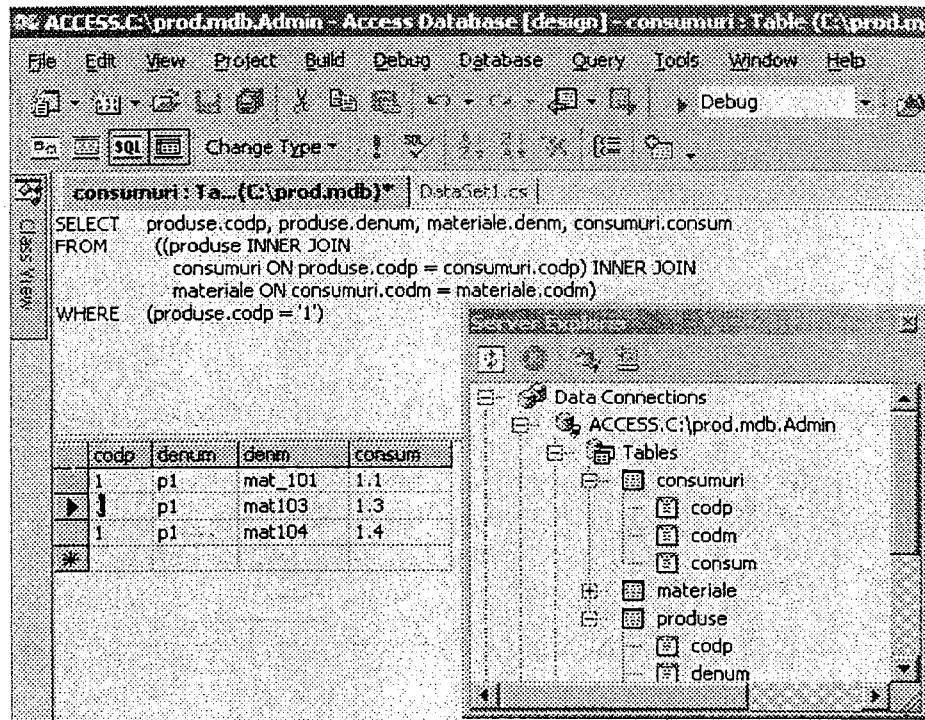 ACCESS.C:\prod.mdb.Admin - Access Database [design] - consumuri : Table (C:\prod.m
File Edit View Project Build Debug Database Query Tools Window Help
Debug
SQL Change Type
consumuri : Ta...(C:\prod.mdb)* DataSet1.cs
Class View
SELECT produse.codp, produse.denum, materiale.denm, consumuri.consum
FROM ((produse INNER JOIN
consumuri ON produse.codp = consumuri.codp) INNER JOIN
materiale ON consumuri.codm = materiale.codm)
WHERE (produse.codp = '1')
Server Explorer
Data Connections
ACCESS.C:\prod.mdb.Admin
Tables
consumuri
codp
codm
consum
materiale
produse
codp
denum
codp denum denm consum
1 p1 mat_101 1.1
1 p1 mat103 1.3
1 p1 mat104 1.4